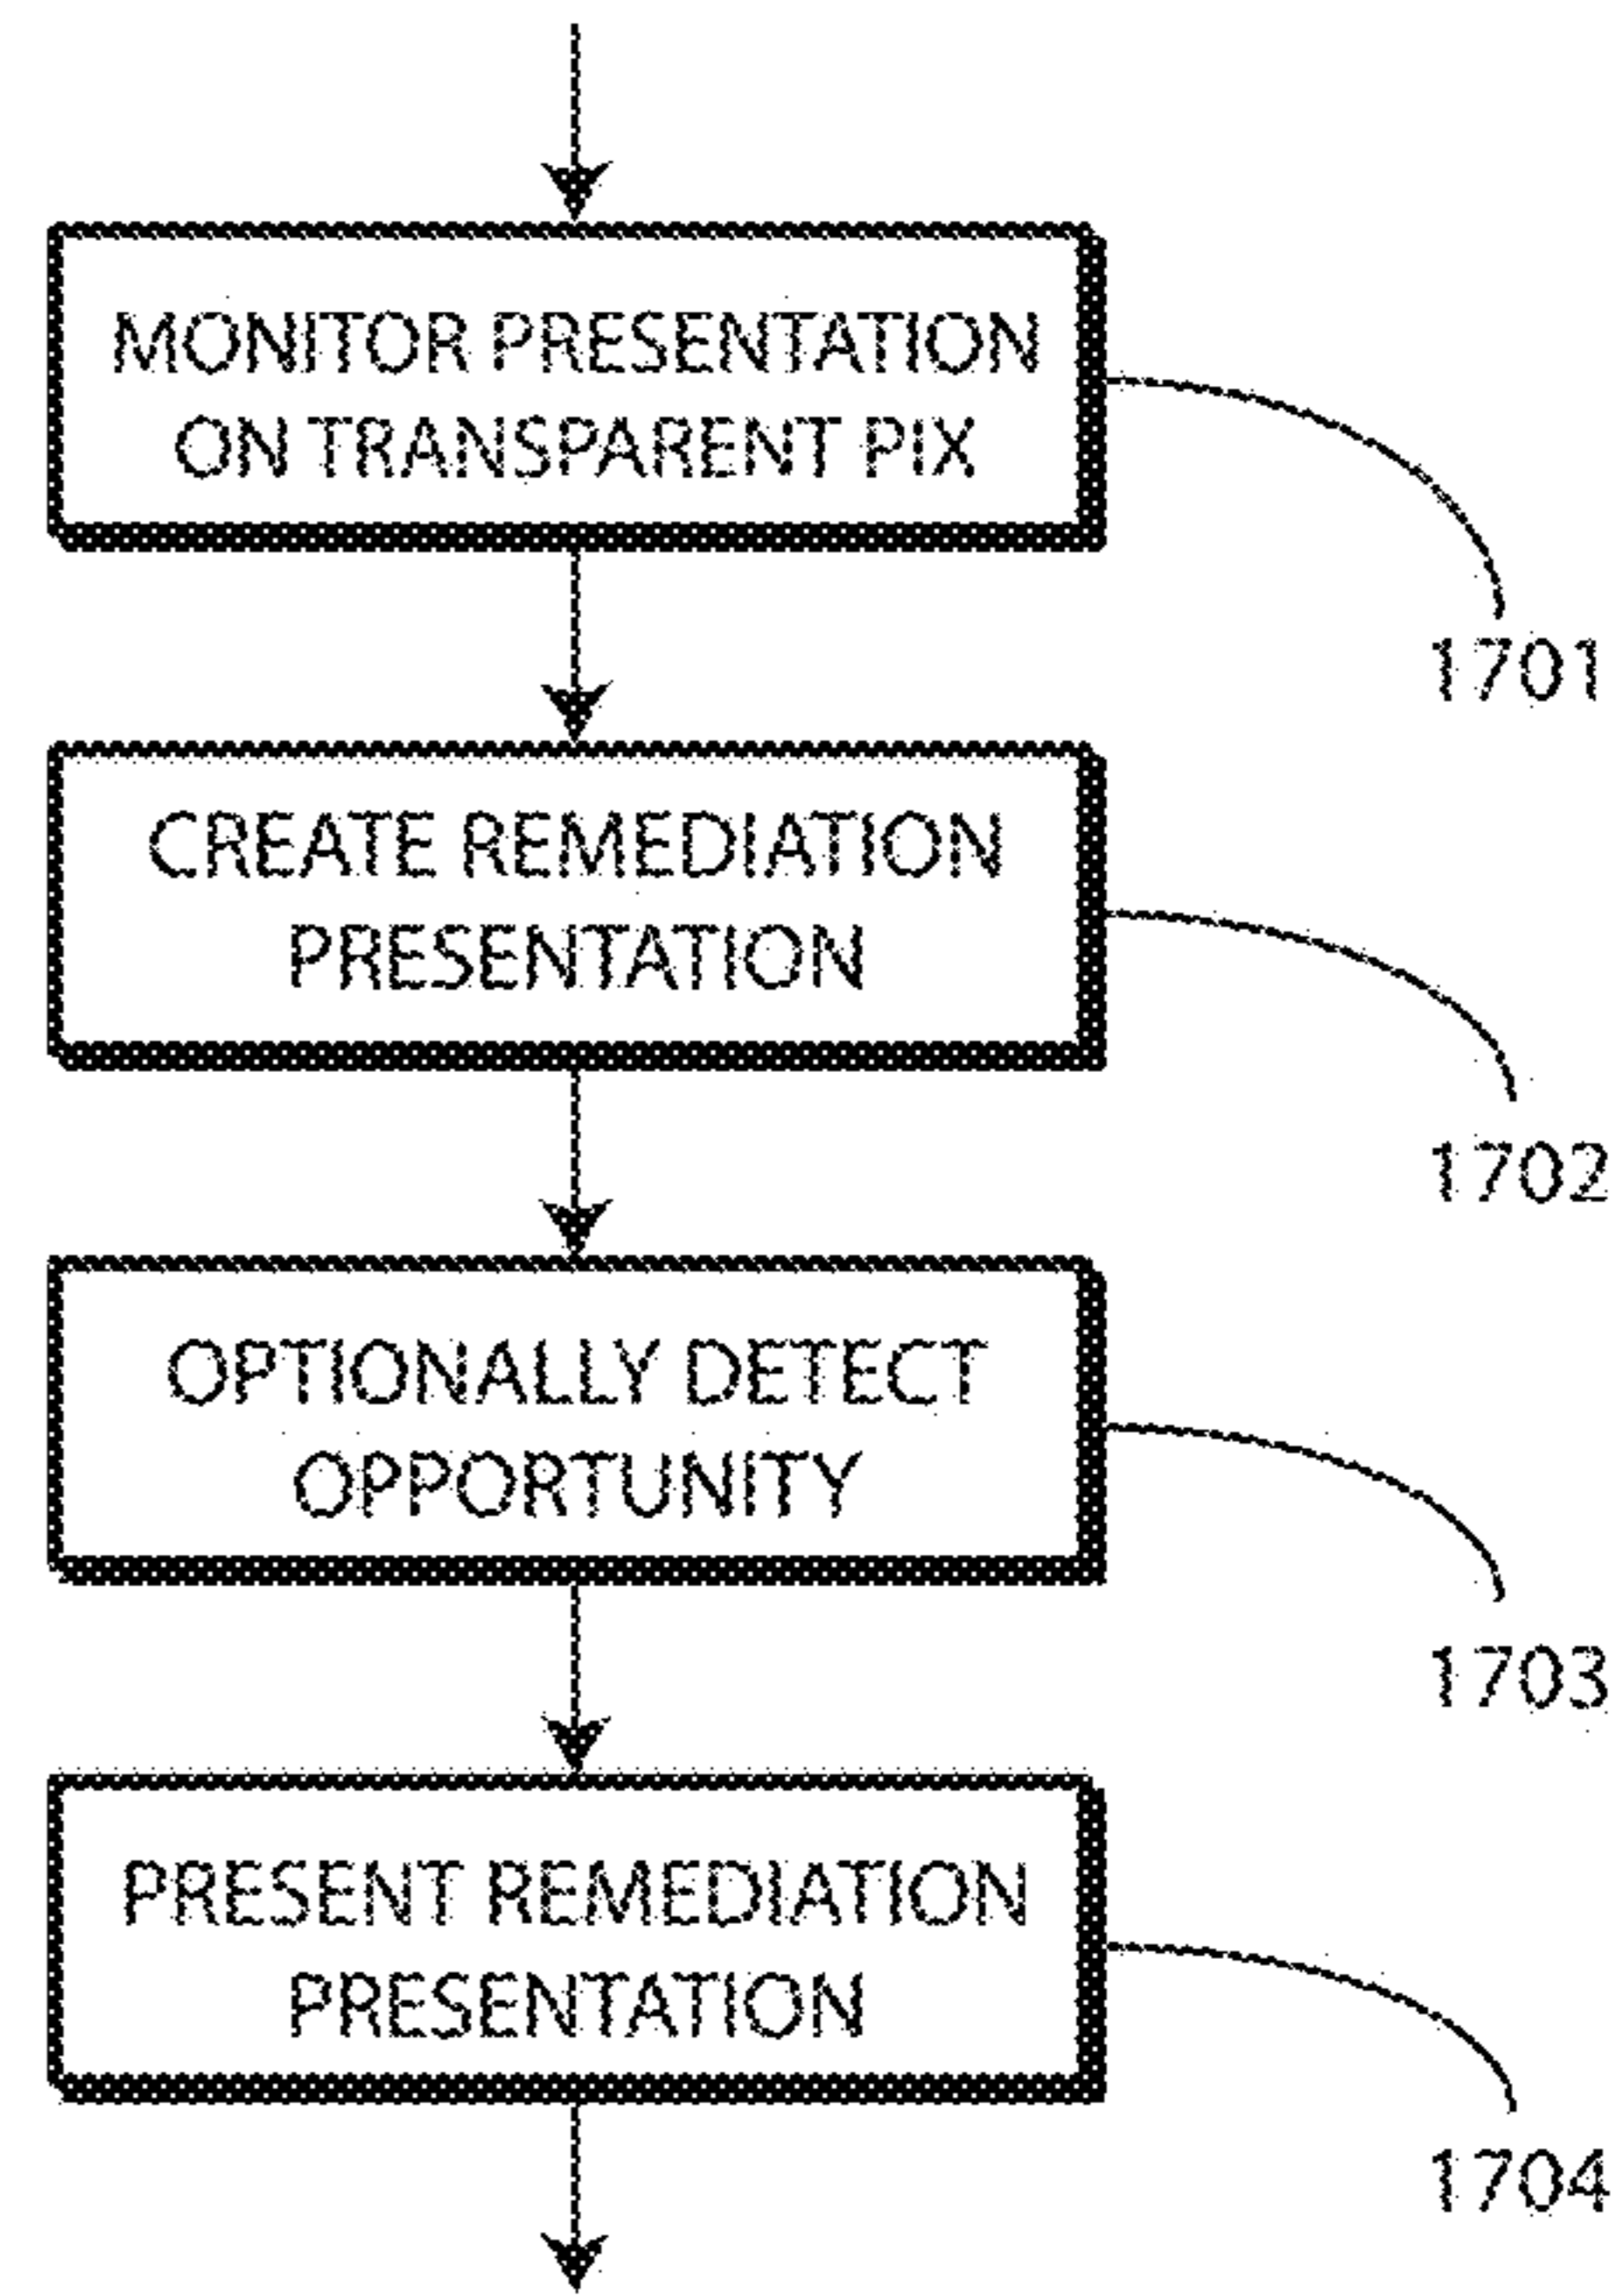 MONITOR PRESENTATION
ON TRANSPARENT PIX
1701
CREATE REMEDIATION
PRESENTATION
1702
OPTIONALLY DETECT
OPPORTUNITY
1703
PRESENT REMEDIATION
PRESENTATION
1704